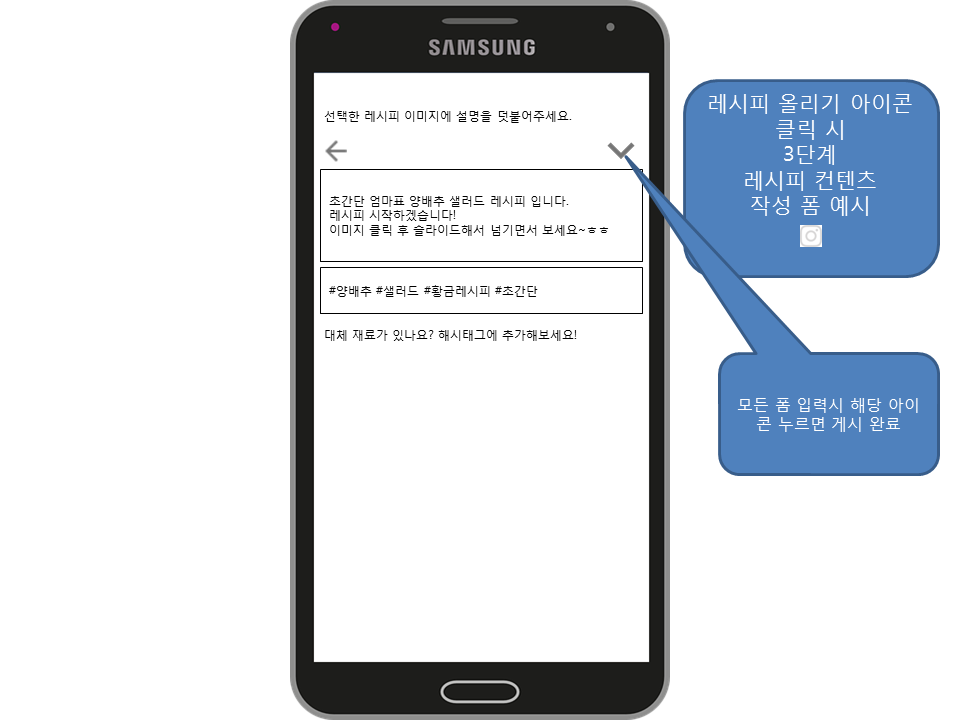 SAMSUNG
선택한 레시피 이미지에 설명을 덧붙어주세요.
초간단 엄마표 양배추 샐러드 레시피 입니다.
레시피 시작하겠습니다!
이미지 클릭 후 슬라이드해서 넘기면서 보세요~ㅎㅎ
#양배추 #샐러드 #황금레시피 #초간단
대체 재료가 있나요? 해시태그에 추가해보세요!
레시피 올리기 아이콘
클릭 시
3단계
레시피 컨텐츠
작성 폼 예시
모든 폼 입력시 해당 아이
콘 누르면 게시 완료